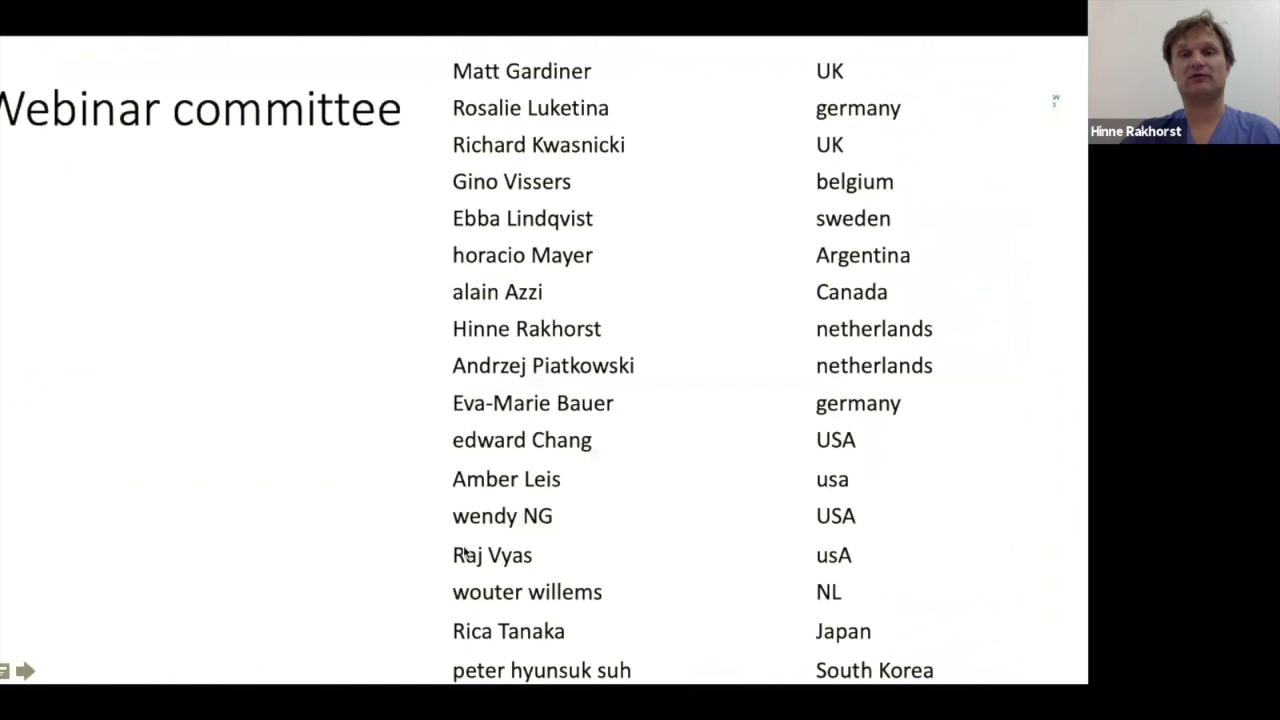 Webinar committee
Matt Gardiner UK
Rosalie Luketina germany
Richard Kwasnicki UK
Gino Vissers belgium
Ebba Lindqvist sweden
horacio Mayer Argentina
alain Azzi Canada
Hinne Rakhorst netherlands
Andrzej Piatkowski netherlands
Eva-Marie Bauer germany
edward Chang USA
Amber Leis usa
wendy NG USA
Raj Vyas usA
wouter willems NL
Rica Tanaka Japan
peter hyunsuk suh South Korea
Hinne Rakhorst